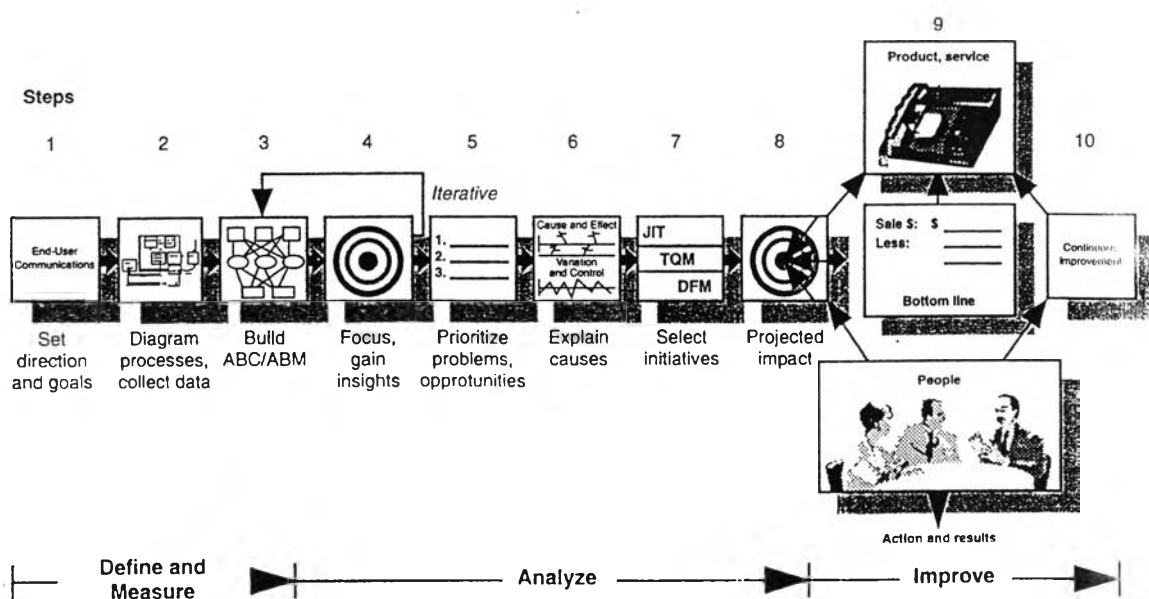 9
Product, service
Steps
1
2
3
4
5
6
7
8
10
Iterative
End-User
Communications
1.
2.
3.
Cause and Effect
Variation
and Control
JIT
TQM
DFM
Sale $: $
Less:
Bottom line
Continuous
Improvement
Set
direction
and goals
Diagram
processes,
collect data
Build
ABC/ABM
Focus,
gain
insights
Prioritize
problems,
opprotunities
Explain
causes
Select
initiatives
Projected
impact
People
Action and results
Define and
Measure
Analyze
Improve